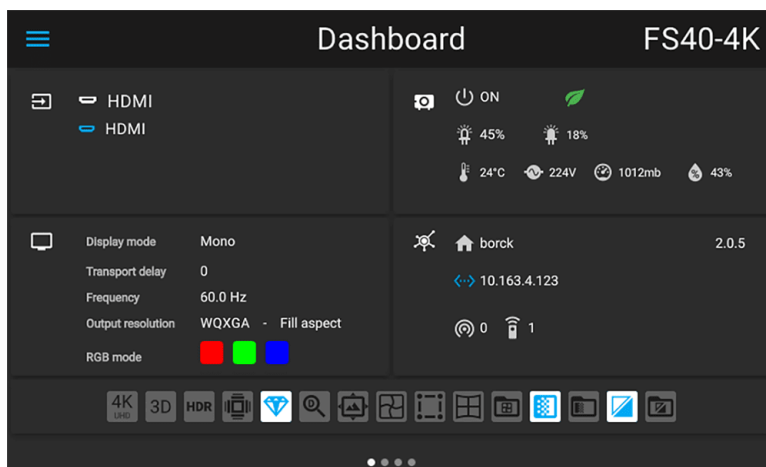 Dashboard
FS40-4K
HDMI
HDMI
ON
45% 18%
24°C 224V 1012mb % 43%
Display mode Mono
Transport delay 0
Frequency 60.0 Hz
Output resolution WQXGA - Fill aspect
RGB mode
borck 2.0.5
10.163.4.123
0 1
4K UHD 3D HDR D